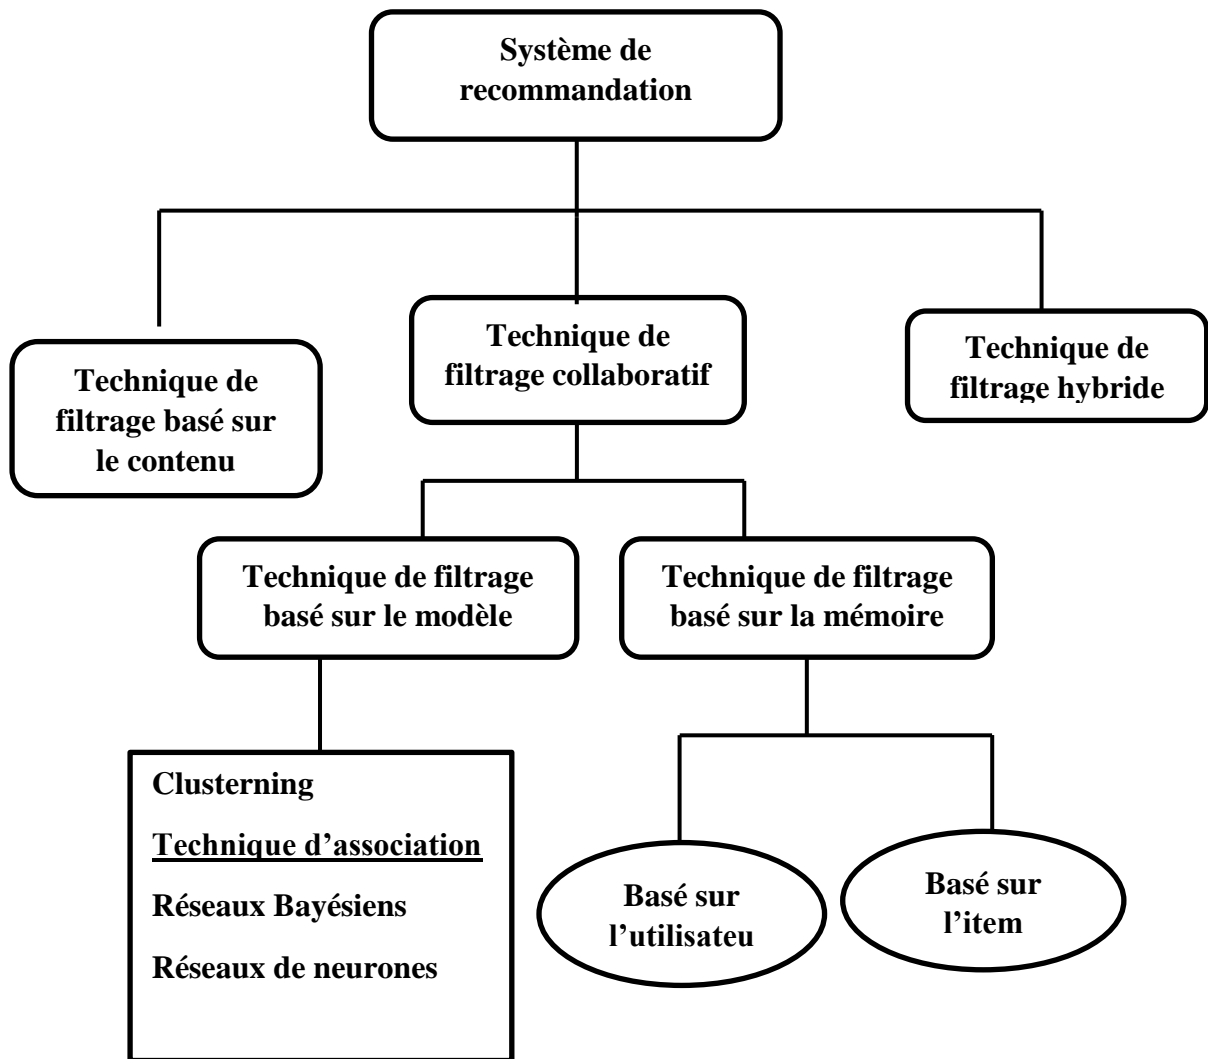 Système de
recommandation
Technique de
filtrage basé sur
le contenu
Technique de
filtrage collaboratif
Technique de
filtrage hybride
Technique de filtrage
basé sur le modèle
Technique de filtrage
basé sur la mémoire
Clusterning
Technique d’association
Réseaux Bayésiens
Réseaux de neurones
Basé sur
l’utilisateu
Basé sur
l’item